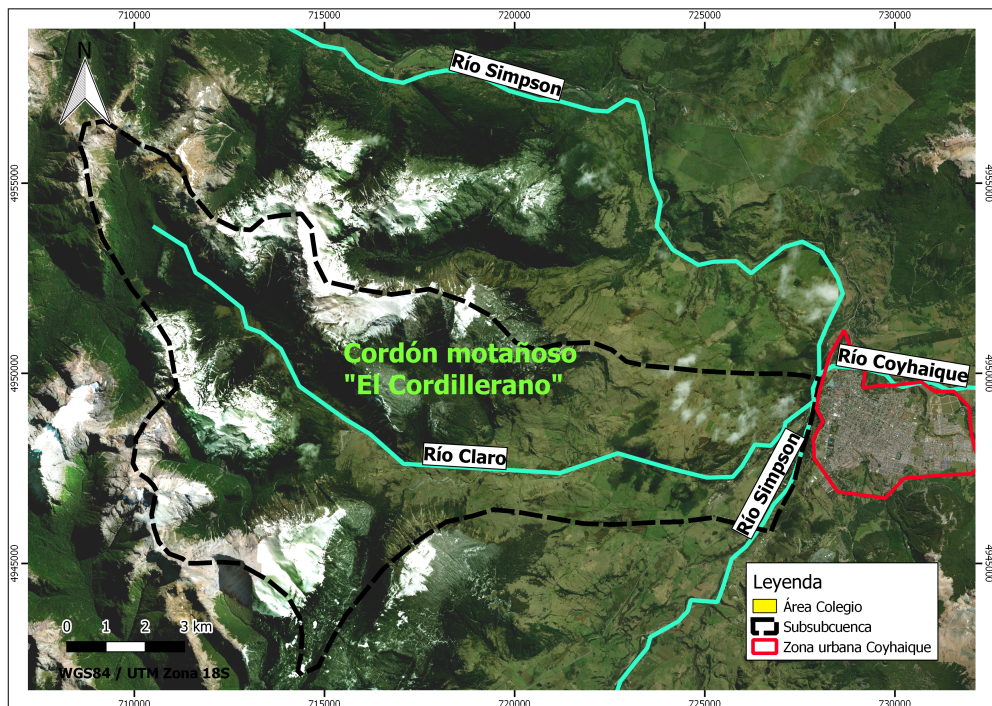 710000
715000
720000
725000
730000
N
Río Simpson
4955000
4955000
Cordón motañoso
"El Cordillerano"
Río Coyhaique
4950000
4950000
Río Claro
Río Simpson
4945000
4945000
Leyenda
Área Colegio
Subsubcuenca
Zona urbana Coyhaique
0 1 2 3 km
WGS84 / UTM Zona 18S
710000
715000
720000
725000
730000